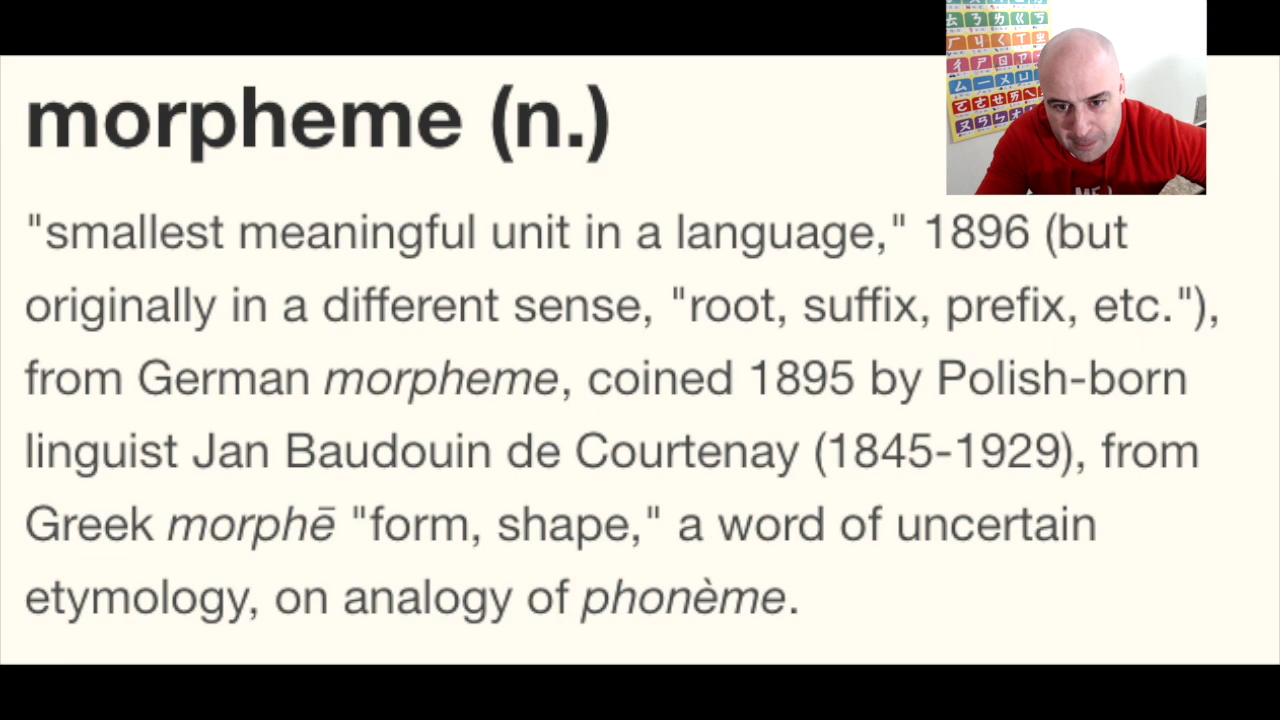 morpheme (n.)
"smallest meaningful unit in a language," 1896 (but
originally in a different sense, "root, suffix, prefix, etc."),
from German morpheme, coined 1895 by Polish-born
linguist Jan Baudouin de Courtenay (1845-1929), from
Greek morphē "form, shape," a word of uncertain
etymology, on analogy of phonème.
ㄊ ㄋ ㄌ ㄍ ㄎ
ㄏ ㄐ ㄑ ㄒ ㄓ
ㄔ ㄕ ㄖ ㄗ ㄘ
ㄙ ㄧ ㄨ ㄩ
ㄛ ㄜ ㄝ ㄞ ㄟ
ㄡ ㄢ ㄣ ㄤ